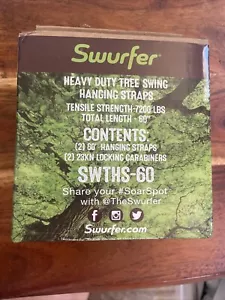 Swurfer
HEAVY DUTY TREE SWING
HANGING STRAPS
TENSILE STRENGTH-7200 LBS
TOTAL LENGTH - 60"
CONTENTS
(2) 60" HANGING STRAPS
(2) 23KN LOCKING CARABINERS
SWTHS-60
Share your #SoarSpot
with @TheSwurfer
Swurfer.com